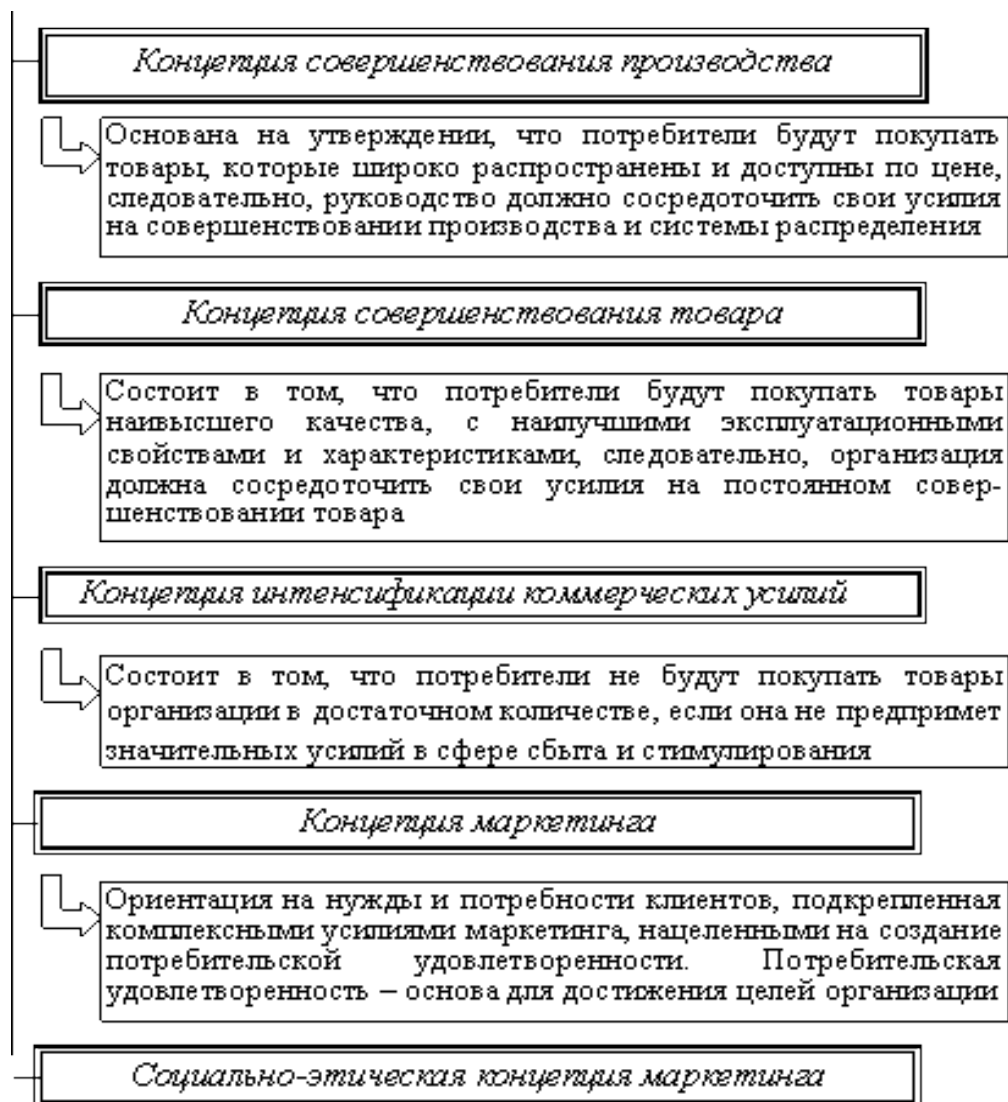 Концепция совершенствования производства
Основана на утверждении, что потребители будут покупать
товары, которые широко распространены и доступны по цене,
следовательно, руководство должно сосредоточить свои усилия
на совершенствовании производства и системы распределения
Концепция совершенствования товара
Состоит в том, что потребители будут покупать товары
наивысшего качества, с наилучшими эксплуатационными
свойствами и характеристиками, следовательно, организация
должна сосредоточить свои усилия на постоянном совер-
шенствовании товара
Концепция интенсификации коммерческих усилий
Состоит в том, что потребители не будут покупать товары
организации в достаточном количестве, если она не предпримет
значительных усилий в сфере сбыта и стимулирования
Концепция маркетинга
Ориентация на нужды и потребности клиентов, подкрепленная
комплексными усилиями маркетинга, нацеленными на создание
потребительской удовлетворенности. Потребительская
удовлетворенность – основа для достижения целей организации
Социально-этическая концепция маркетинга